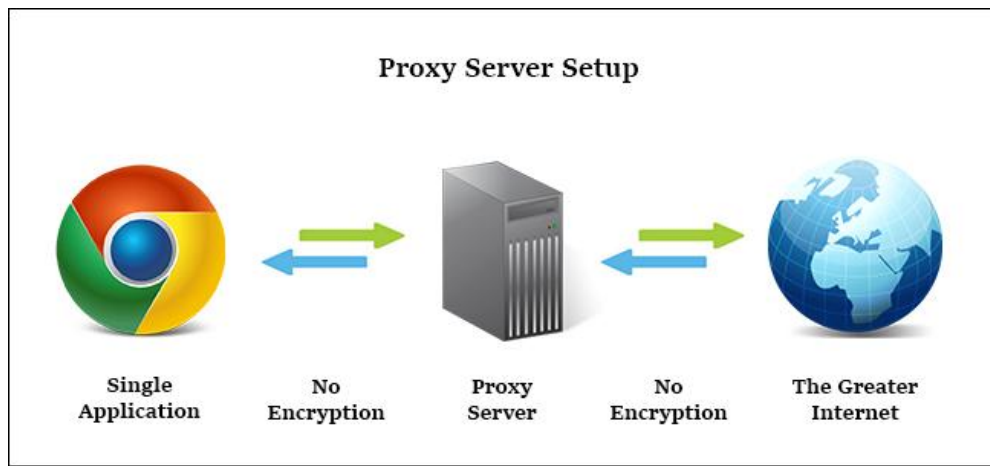 Proxy Server Setup
Single
Application
No
Encryption
Proxy
Server
No
Encryption
The Greater
Internet